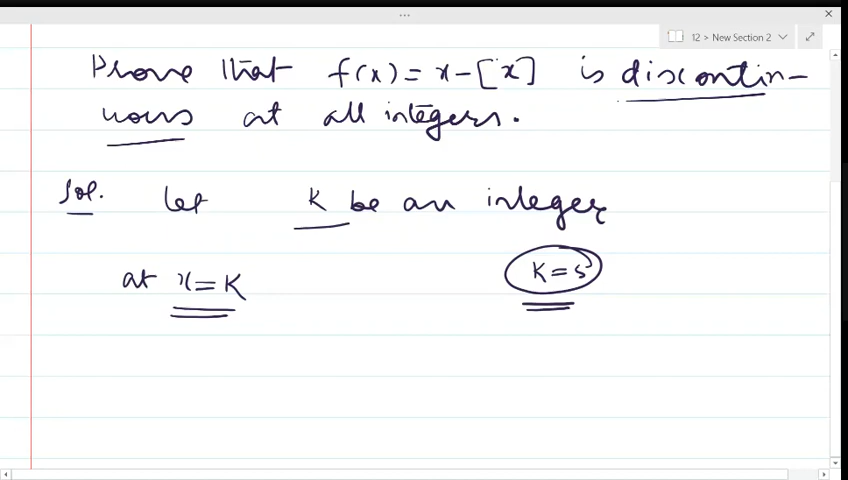 12 > New Section 2
Prove that f(x) = x - [x] is discontin-
uous at all integers.
Sol. Let K be an integer
at x = K
K = 5